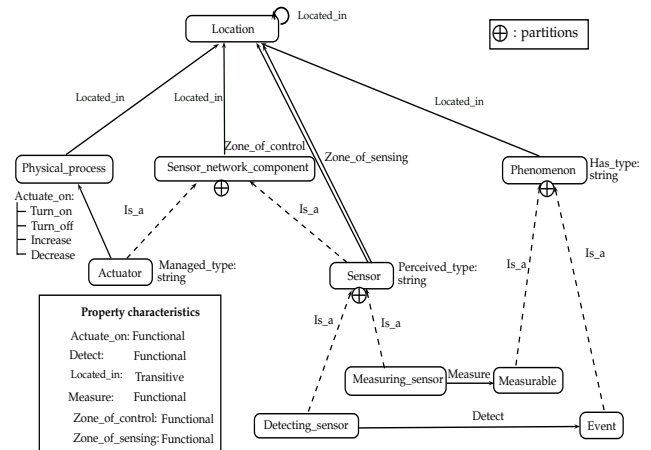 Located_in
Location
⊕ : partitions
Located_in
Located_in
Located_in
Zone_of_control
Zone_of_sensing
Physical_process
Sensor_network_component
Phenomenon
Has_type:
string
Actuate_on:
Turn_on
Turn_off
Increase
Decrease
Is_a
Is_a
Is_a
Is_a
Actuator
Managed_type:
string
Sensor
Perceived_type:
string
Property characteristics
Actuate_on: Functional
Detect: Functional
Located_in: Transitive
Measure: Functional
Zone_of_control: Functional
Zone_of_sensing: Functional
Is_a
Is_a
Measuring_sensor
Measure
Measurable
Detecting_sensor
Detect
Event